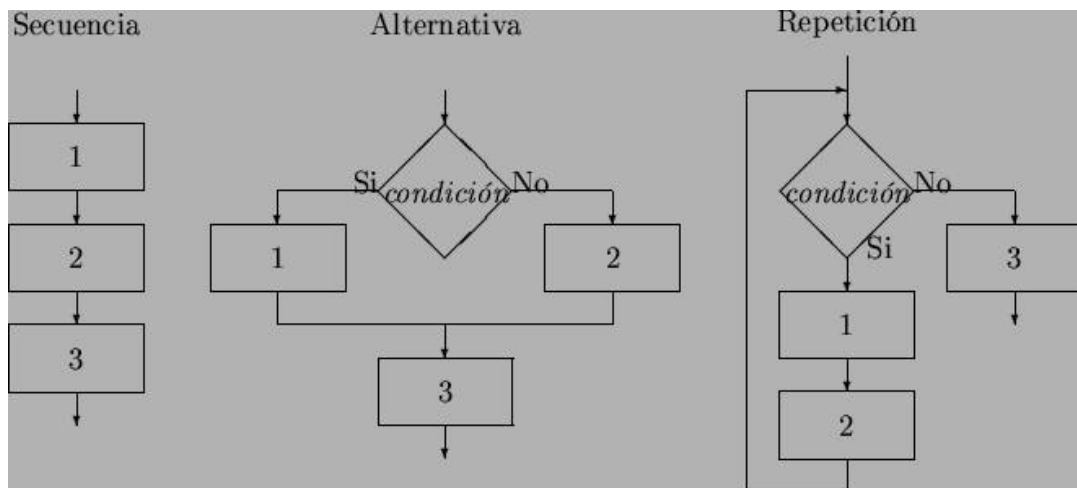 Secuencia
1
2
3
Alternativa
Si
condición
No
1
2
3
Repetición
condición
No
Si
3
1
2